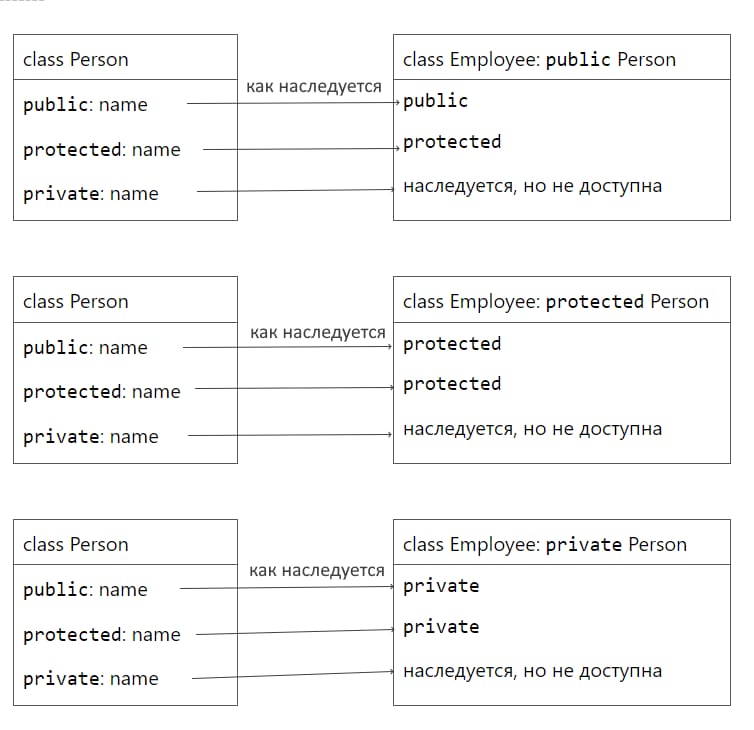 class Person
как наследуется
class Employee: public Person
public: name
public
protected: name
protected
private: name
наследуется, но не доступна
class Person
как наследуется
class Employee: protected Person
public: name
protected
protected: name
protected
private: name
наследуется, но не доступна
class Person
как наследуется
class Employee: private Person
public: name
private
protected: name
private
private: name
наследуется, но не доступна